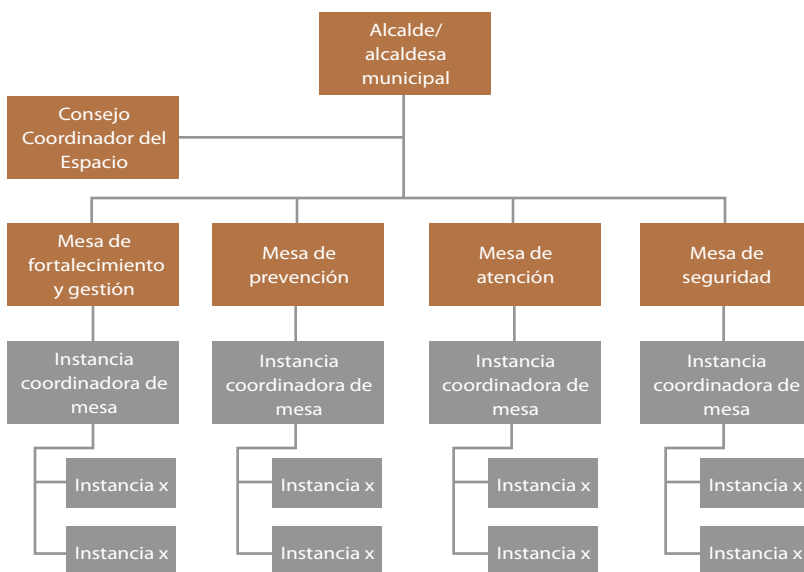 Alcalde/
alcaldesa
municipal
Consejo
Coordinador del
Espacio
Mesa de
fortalecimiento
y gestión
Mesa de
prevención
Mesa de
atención
Mesa de
seguridad
Instancia
coordinadora de
mesa
Instancia
coordinadora de
mesa
Instancia
coordinadora de
mesa
Instancia
coordinadora de
mesa
Instancia x
Instancia x
Instancia x
Instancia x
Instancia x
Instancia x
Instancia x
Instancia x